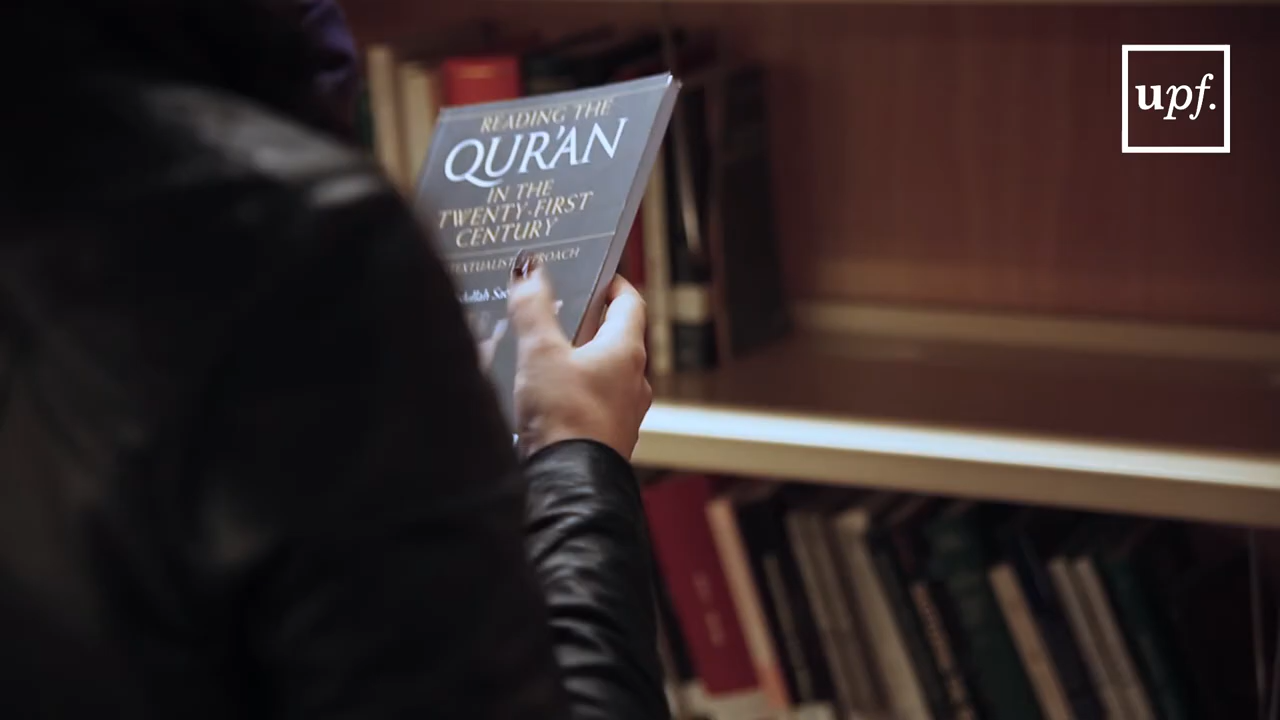 READING THE
QUR'AN
IN THE
TWENTY-FIRST
CENTURY
upf.